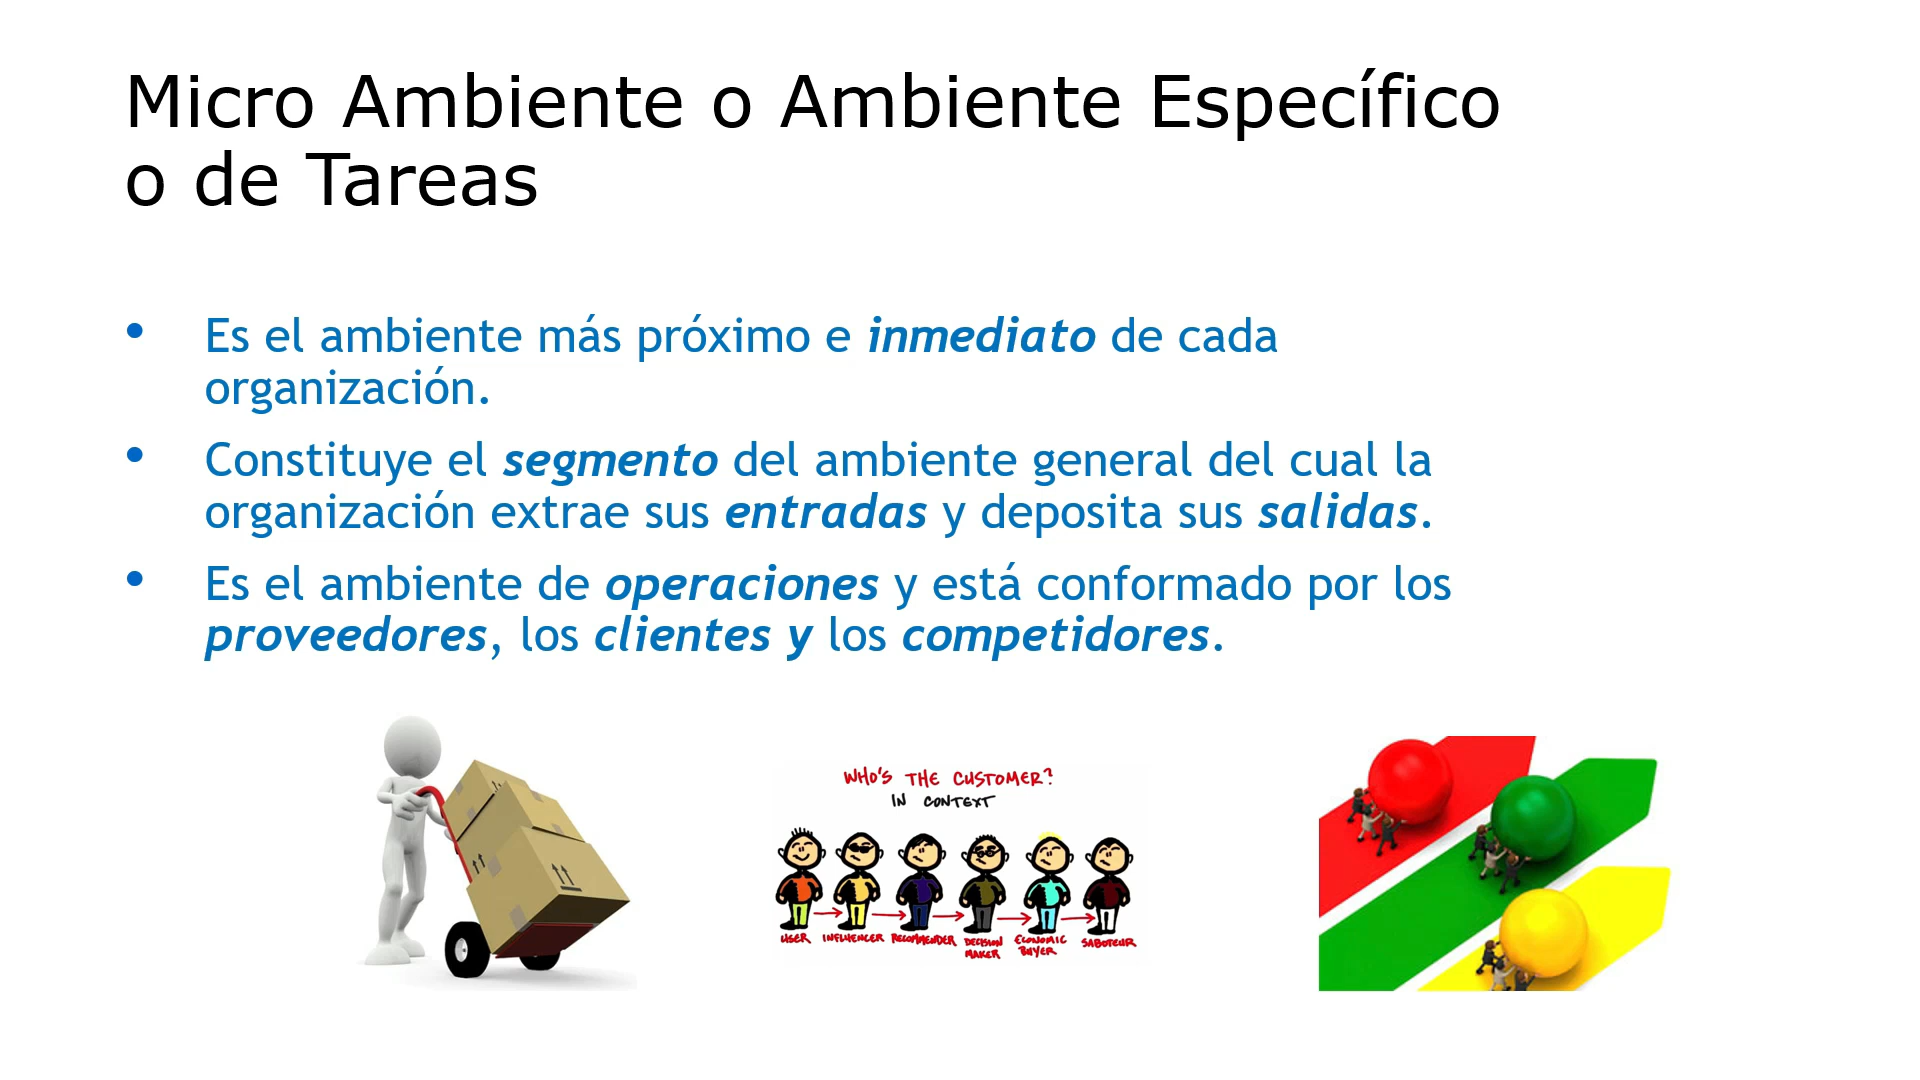 Micro Ambiente o Ambiente Específico
o de Tareas
• Es el ambiente más próximo e inmediato de cada
organización.
• Constituye el segmento del ambiente general del cual la
organización extrae sus entradas y deposita sus salidas.
• Es el ambiente de operaciones y está conformado por los
proveedores, los clientes y los competidores.
WHO'S THE CUSTOMER?
IN CONTEXT
USER INFLUENCER RECOMMENDER DECISION MAKER ECONOMIC BUYER SABOTEUR